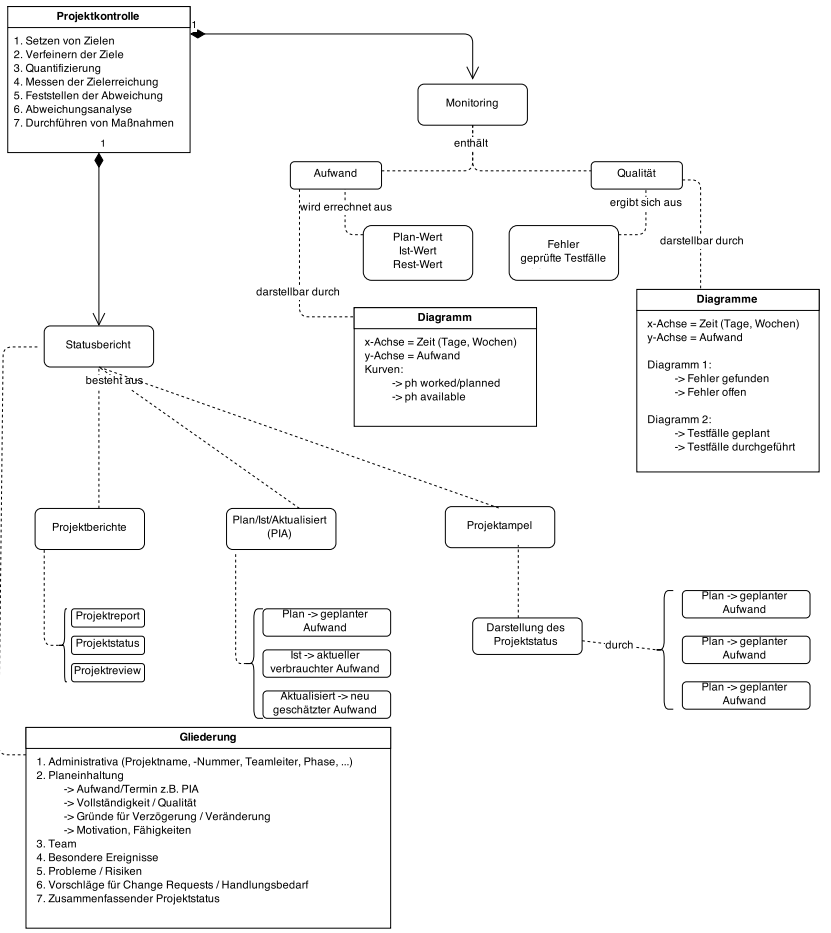 Projektkontrolle
1. Setzen von Zielen
2. Verfeinern der Ziele
3. Quantifizierung
4. Messen der Zielerreichung
5. Feststellen der Abweichung
6. Abweichungsanalyse
7. Durchführen von Maßnahmen
1
1
Monitoring
enthält
Aufwand
Qualität
wird errechnet aus
ergibt sich aus
Plan-Wert
Ist-Wert
Rest-Wert
Fehler
geprüfte Testfälle
darstellbar durch
darstellbar durch
Diagramm
x-Achse = Zeit (Tage, Wochen)
y-Achse = Aufwand
Kurven:
-> ph worked/planned
-> ph available
Diagramme
x-Achse = Zeit (Tage, Wochen)
y-Achse = Aufwand
Diagramm 1:
-> Fehler gefunden
-> Fehler offen
Diagramm 2:
-> Testfälle geplant
-> Testfälle durchgeführt
Statusbericht
besteht aus
Projektberichte
Plan/Ist/Aktualisiert
(PIA)
Projektampel
Projektreport
Projektstatus
Projektreview
Plan -> geplanter
Aufwand
Ist -> aktueller
verbrauchter Aufwand
Aktualisiert -> neu
geschätzter Aufwand
Darstellung des
Projektstatus
durch
Plan -> geplanter
Aufwand
Plan -> geplanter
Aufwand
Plan -> geplanter
Aufwand
Gliederung
1. Administrativa (Projektname, -Nummer, Teamleiter, Phase, ...)
2. Planeinhaltung
-> Aufwand/Termin z.B. PIA
-> Vollständigkeit / Qualität
-> Gründe für Verzögerung / Veränderung
-> Motivation, Fähigkeiten
3. Team
4. Besondere Ereignisse
5. Probleme / Risiken
6. Vorschläge für Change Requests / Handlungsbedarf
7. Zusammenfassender Projektstatus